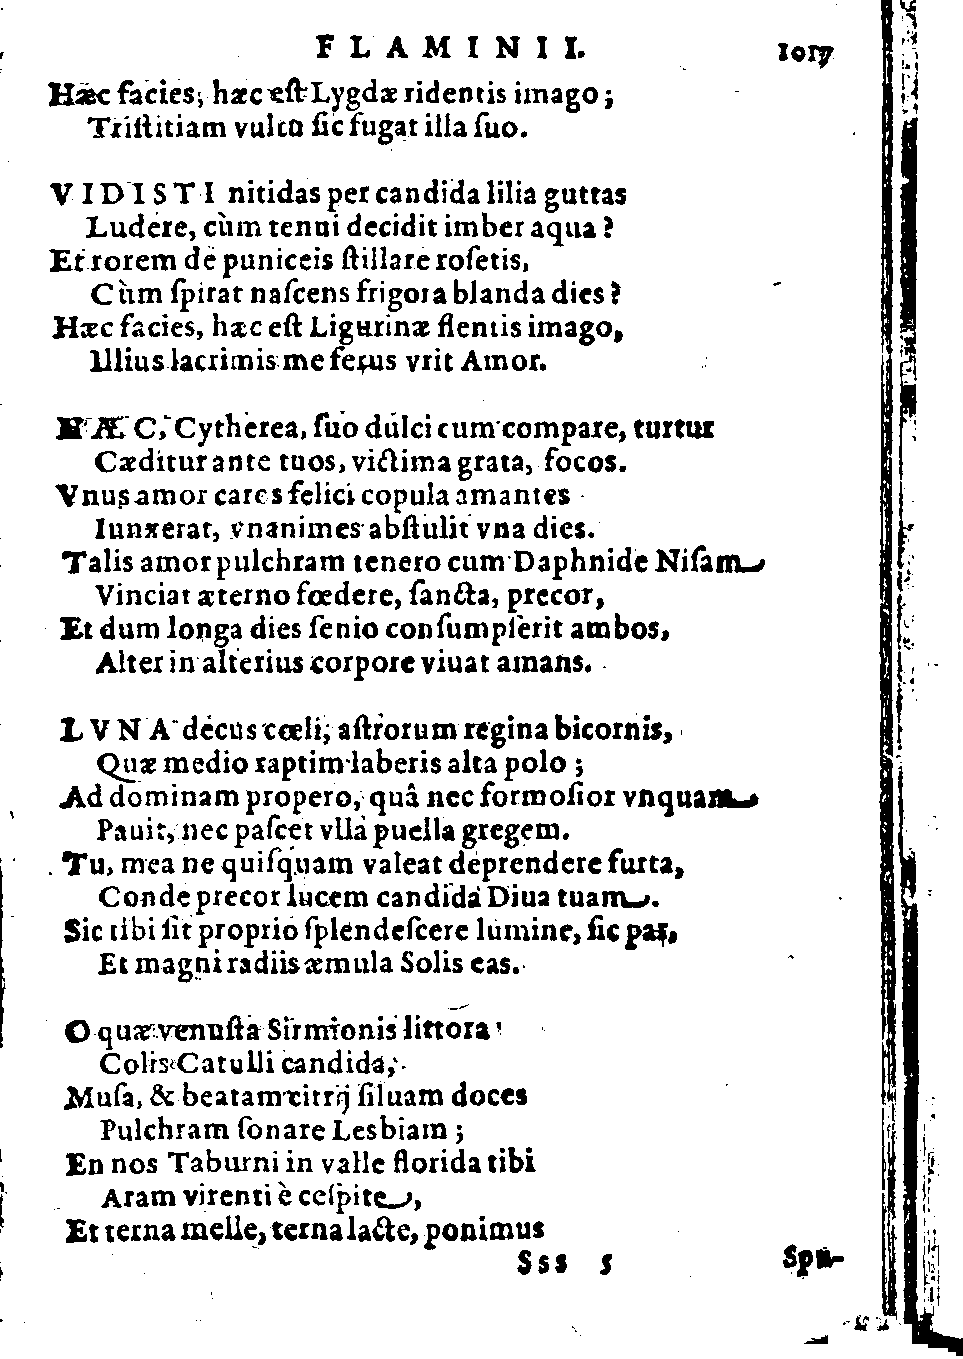 FLAMINII. 1017
Hæc facies, hæc eſt Lygdæ ridentis imago;
Triſtitiam vulto ſic fugat illa ſuo.
VIDISTI nitidas per candida lilia guttas
Ludere, cùm tenui decidit imber aqua?
Et rorem de puniceis ſtillare roſetis,
Cùm ſpirat naſcens frigora blanda dies?
Hæc facies, hæc eſt Ligurinæ flentis imago,
Illius lacrimis me ferus vrit Amor.
HÆC, Cytherea, ſuo dulci cum compare, turtur
Cæditur ante tuos, victima grata, focos.
Vnus amor cares felici copula amantes
Iunxerat, vnanimes abſtulit vna dies.
Talis amor pulchram tenero cum Daphnide Niſam
Vinciat æterno fœdere, ſancta, precor,
Et dum longa dies ſenio conſumpſerit ambos,
Alter in alterius corpore viuat amans.
LVNA decus cœli, aſtrorum regina bicornis,
Quæ medio raptim laberis alta polo;
Ad dominam propero, quâ nec formoſior vnquam
Pauit, nec paſcet vlla puella gregem.
Tu, mea ne quiſquam valeat deprendere furta,
Conde precor lucem candida Diua tuam.
Sic tibi ſit proprio ſplendeſcere lumine, ſic par,
Et magni radiis æmula Solis eas.
O quæ venuſta Sirmionis littora
Colis Catulli candida,
Muſa, & beatam citrij ſiluam doces
Pulchram ſonare Lesbiam;
En nos Taburni in valle florida tibi
Aram virenti è ceſpite,
Et terna melle, terna lacte, ponimus
Sss 5 Spu-